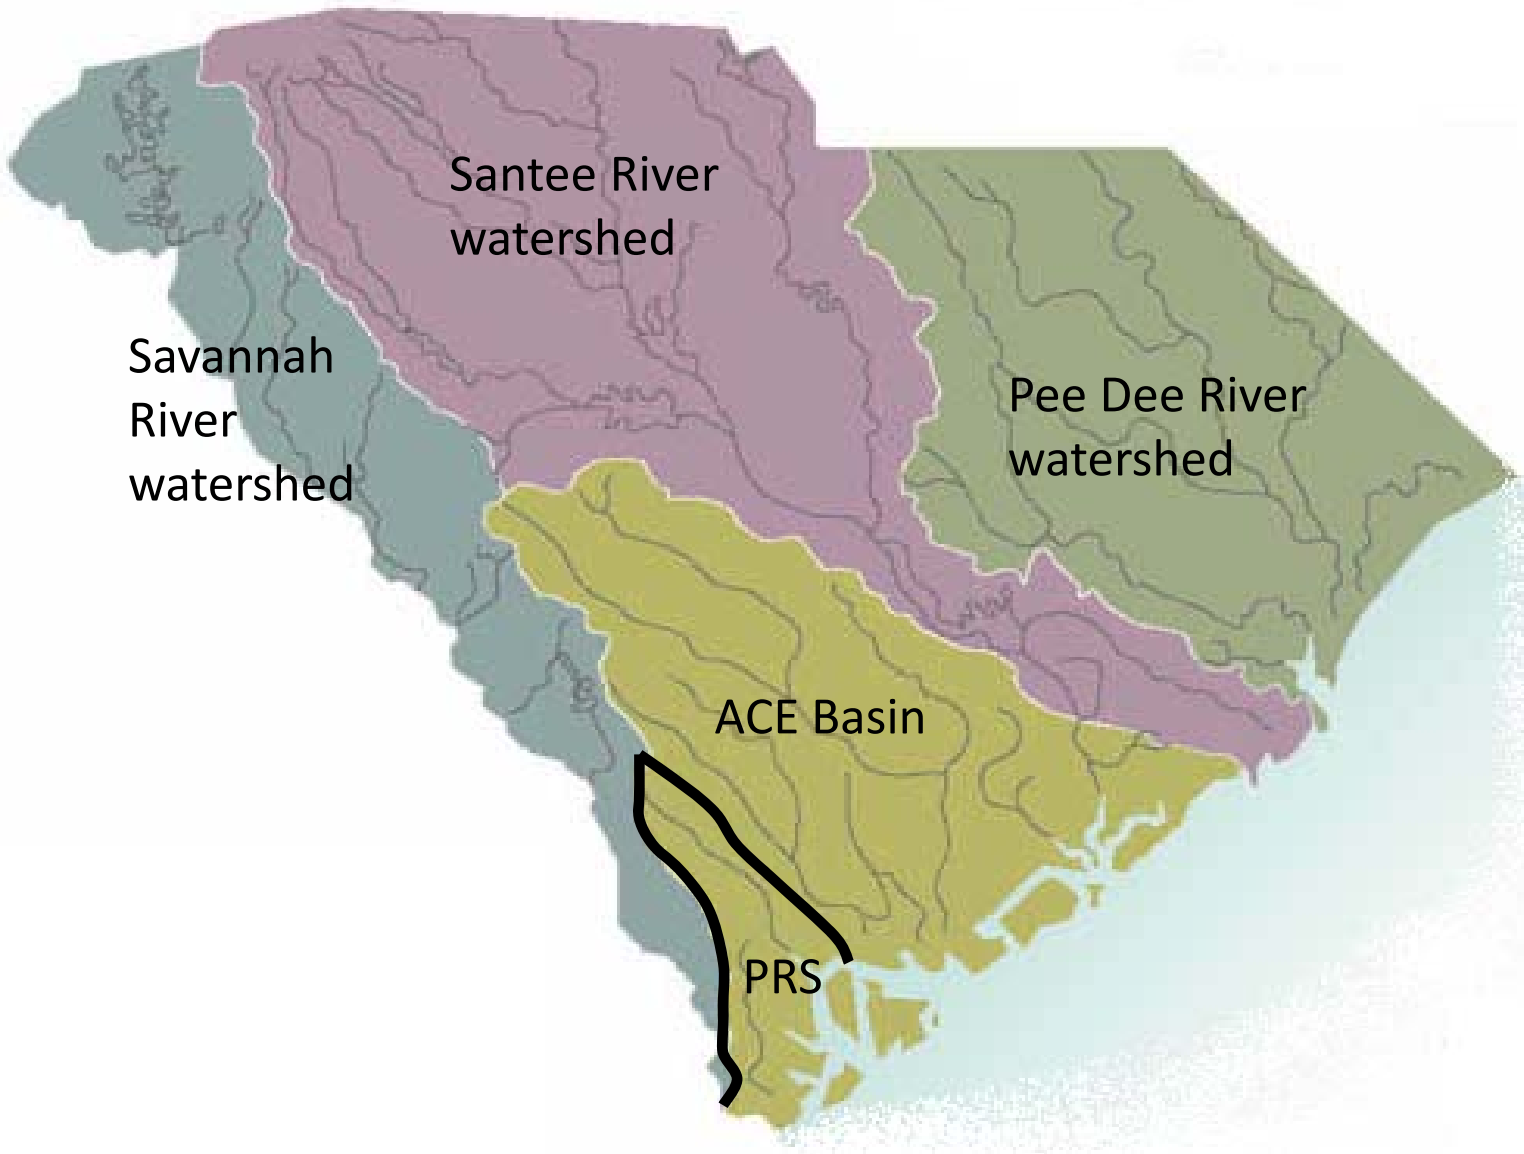 Santee River
watershed
Savannah
River
watershed
Pee Dee River
watershed
ACE Basin
PRS